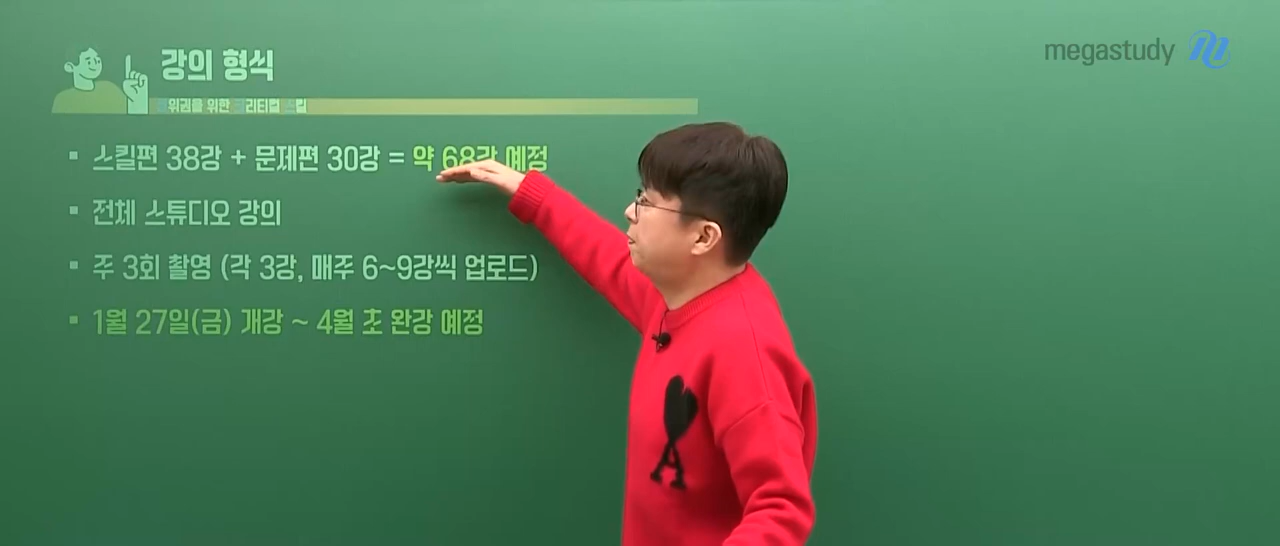 megastudy
강의 형식
위권을 위한 크리티컬 스킬
▪ 스킬편 38강 + 문제편 30강 = 약 68강 예정
▪ 전체 스튜디오 강의
▪ 주 3회 촬영 (각 3강, 매주 6~9강씩 업로드)
▪ 1월 27일(금) 개강 ~ 4월 초 완강 예정
A